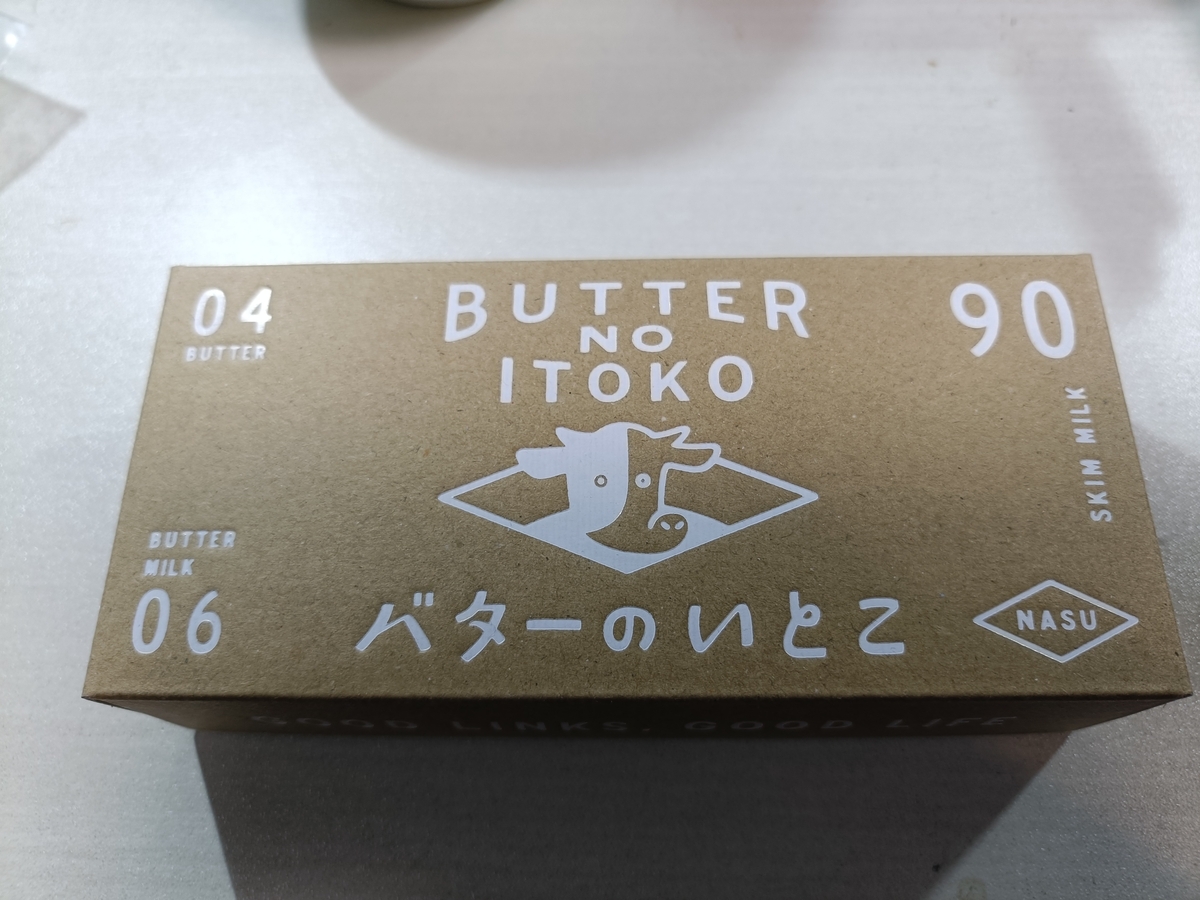 04
BUTTER
BUTTER
NO
ITOKO
90
SKIM MILK
BUTTER
MILK
06
バターのいとこ
NASU
GOOD LINKS, GOOD LIFE